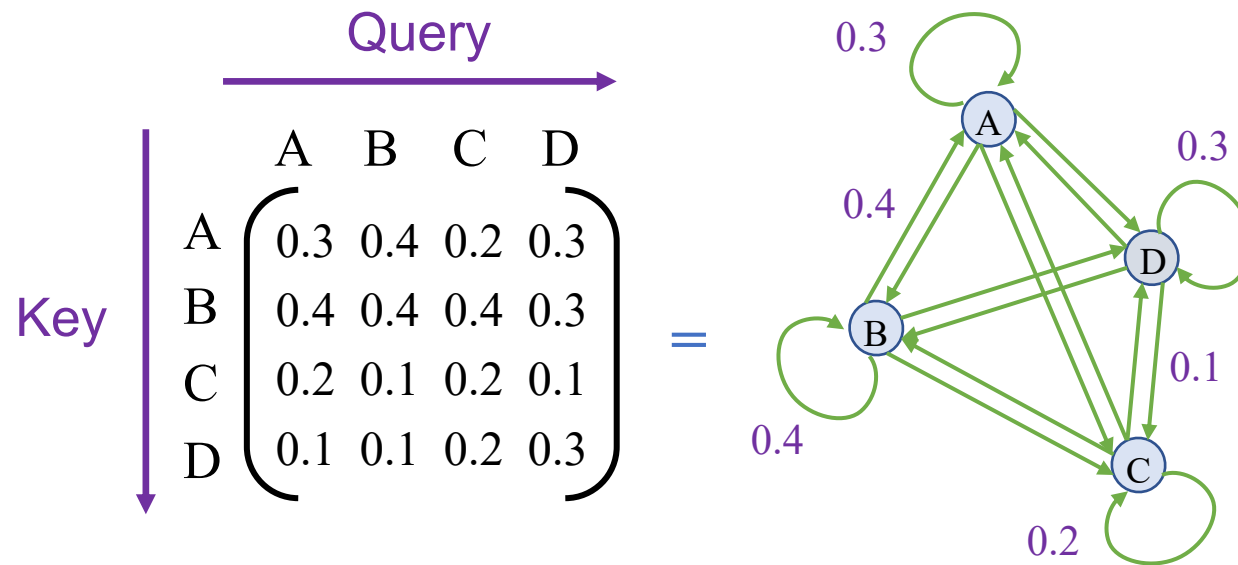 Query
A B C D
A 0.3 0.4 0.2 0.3
B 0.4 0.4 0.4 0.3
Key
C 0.2 0.1 0.2 0.1
D 0.1 0.1 0.2 0.3
=
0.3
A
0.3
0.4
D
B
0.1
0.4
C
0.2